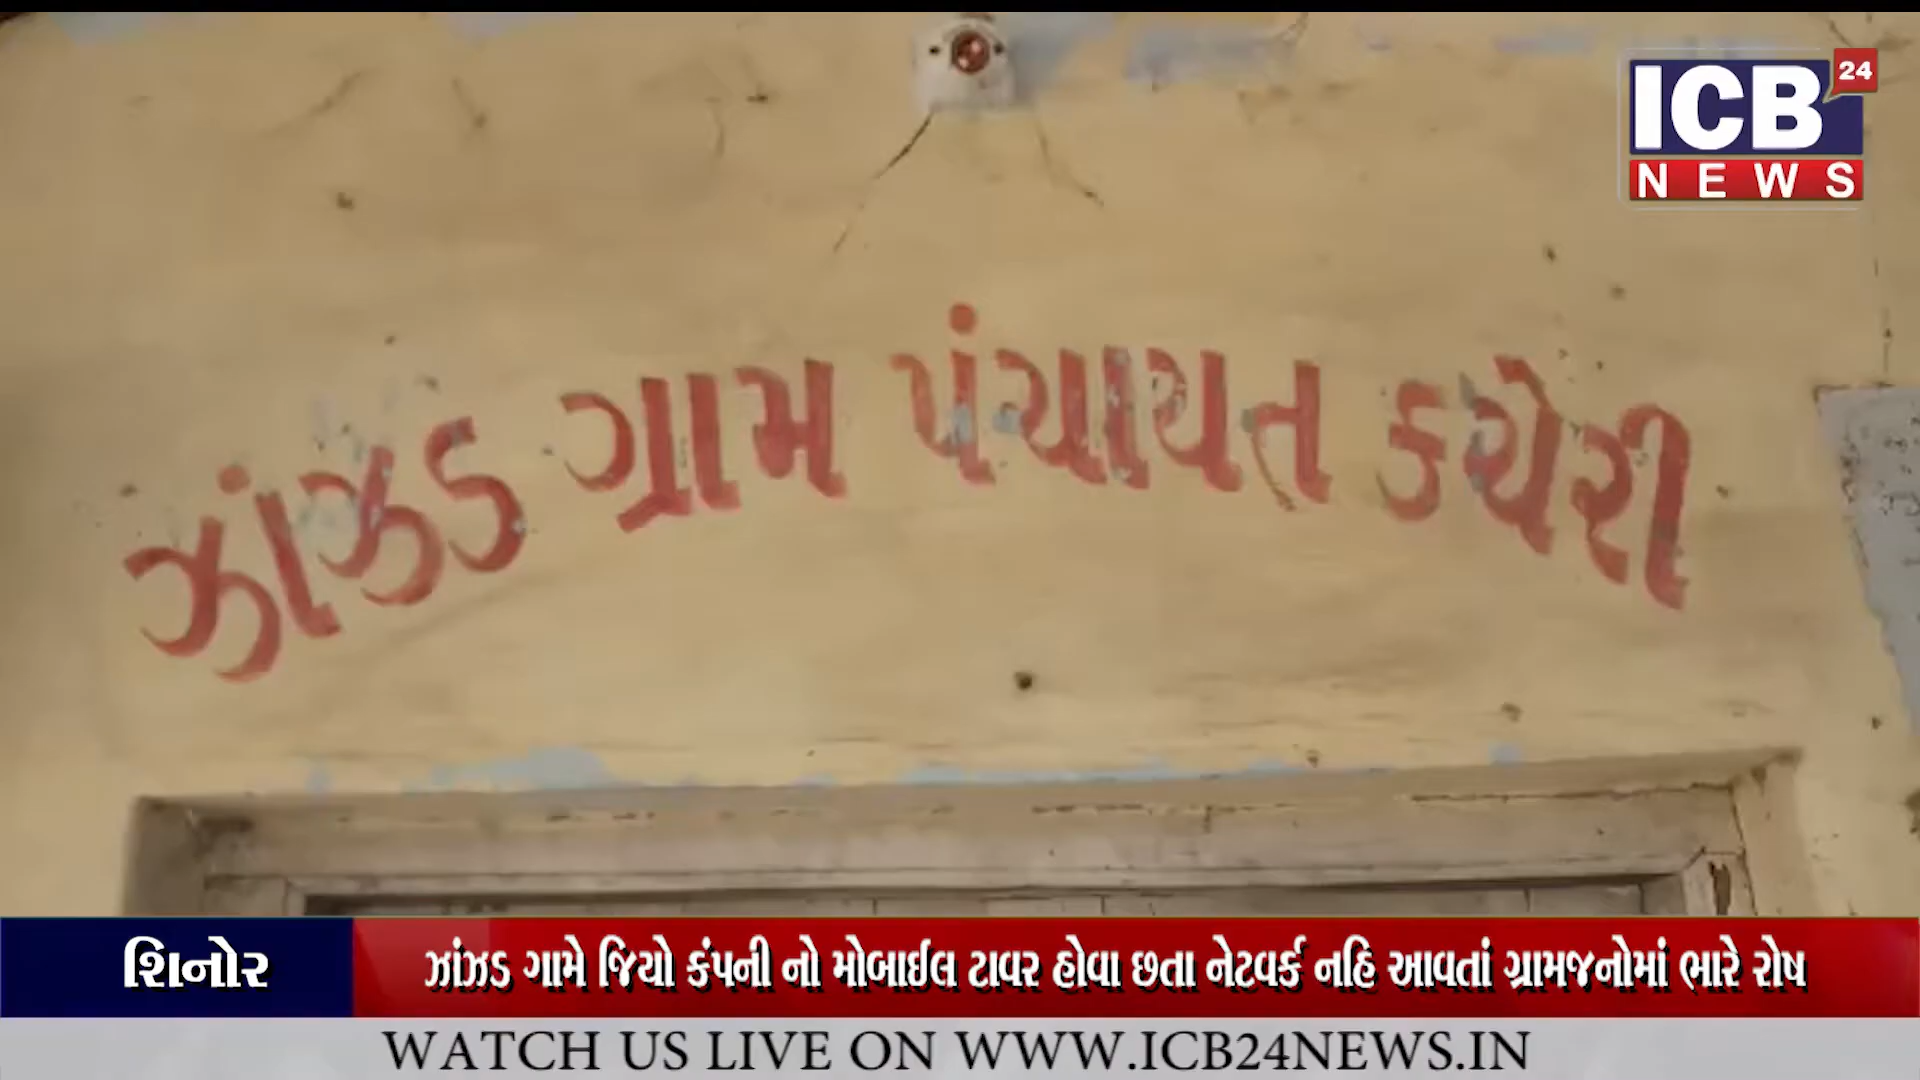 ICB 24
NEWS
ઝાંઝડ ગ્રામ પંચાયત કચેરી
શિનોર
ઝાંઝડ ગામે જિયો કંપની નો મોબાઈલ ટાવર હોવા છતા નેટવર્ક નહિ આવતાં ગ્રામજનોમાં ભારે રોષ
WATCH US LIVE ON WWW.ICB24NEWS.IN